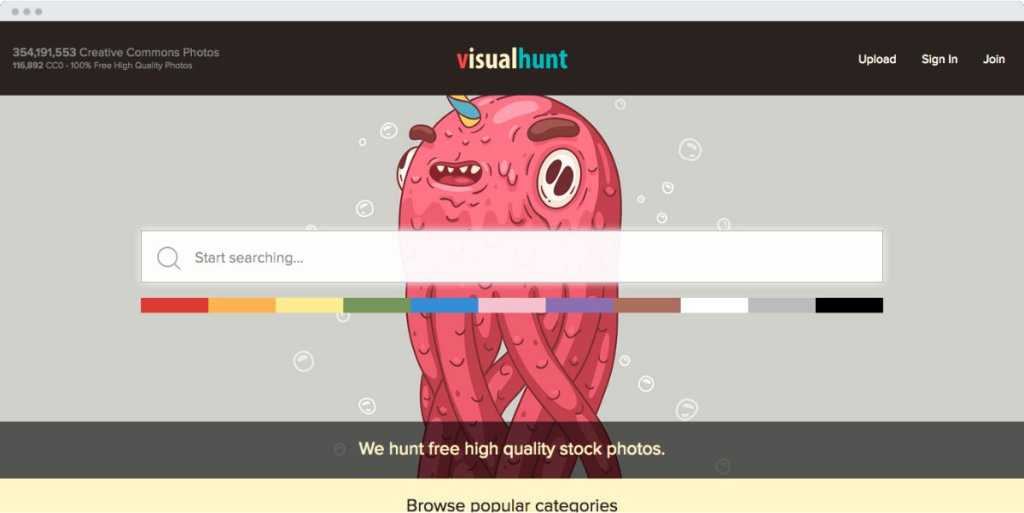 354,191,553 Creative Commons Photos
116,892 CC0 - 100% Free High Quality Photos
visualhunt
Upload
Sign In
Join
Start searching...
We hunt free high quality stock photos.
Browse popular categories